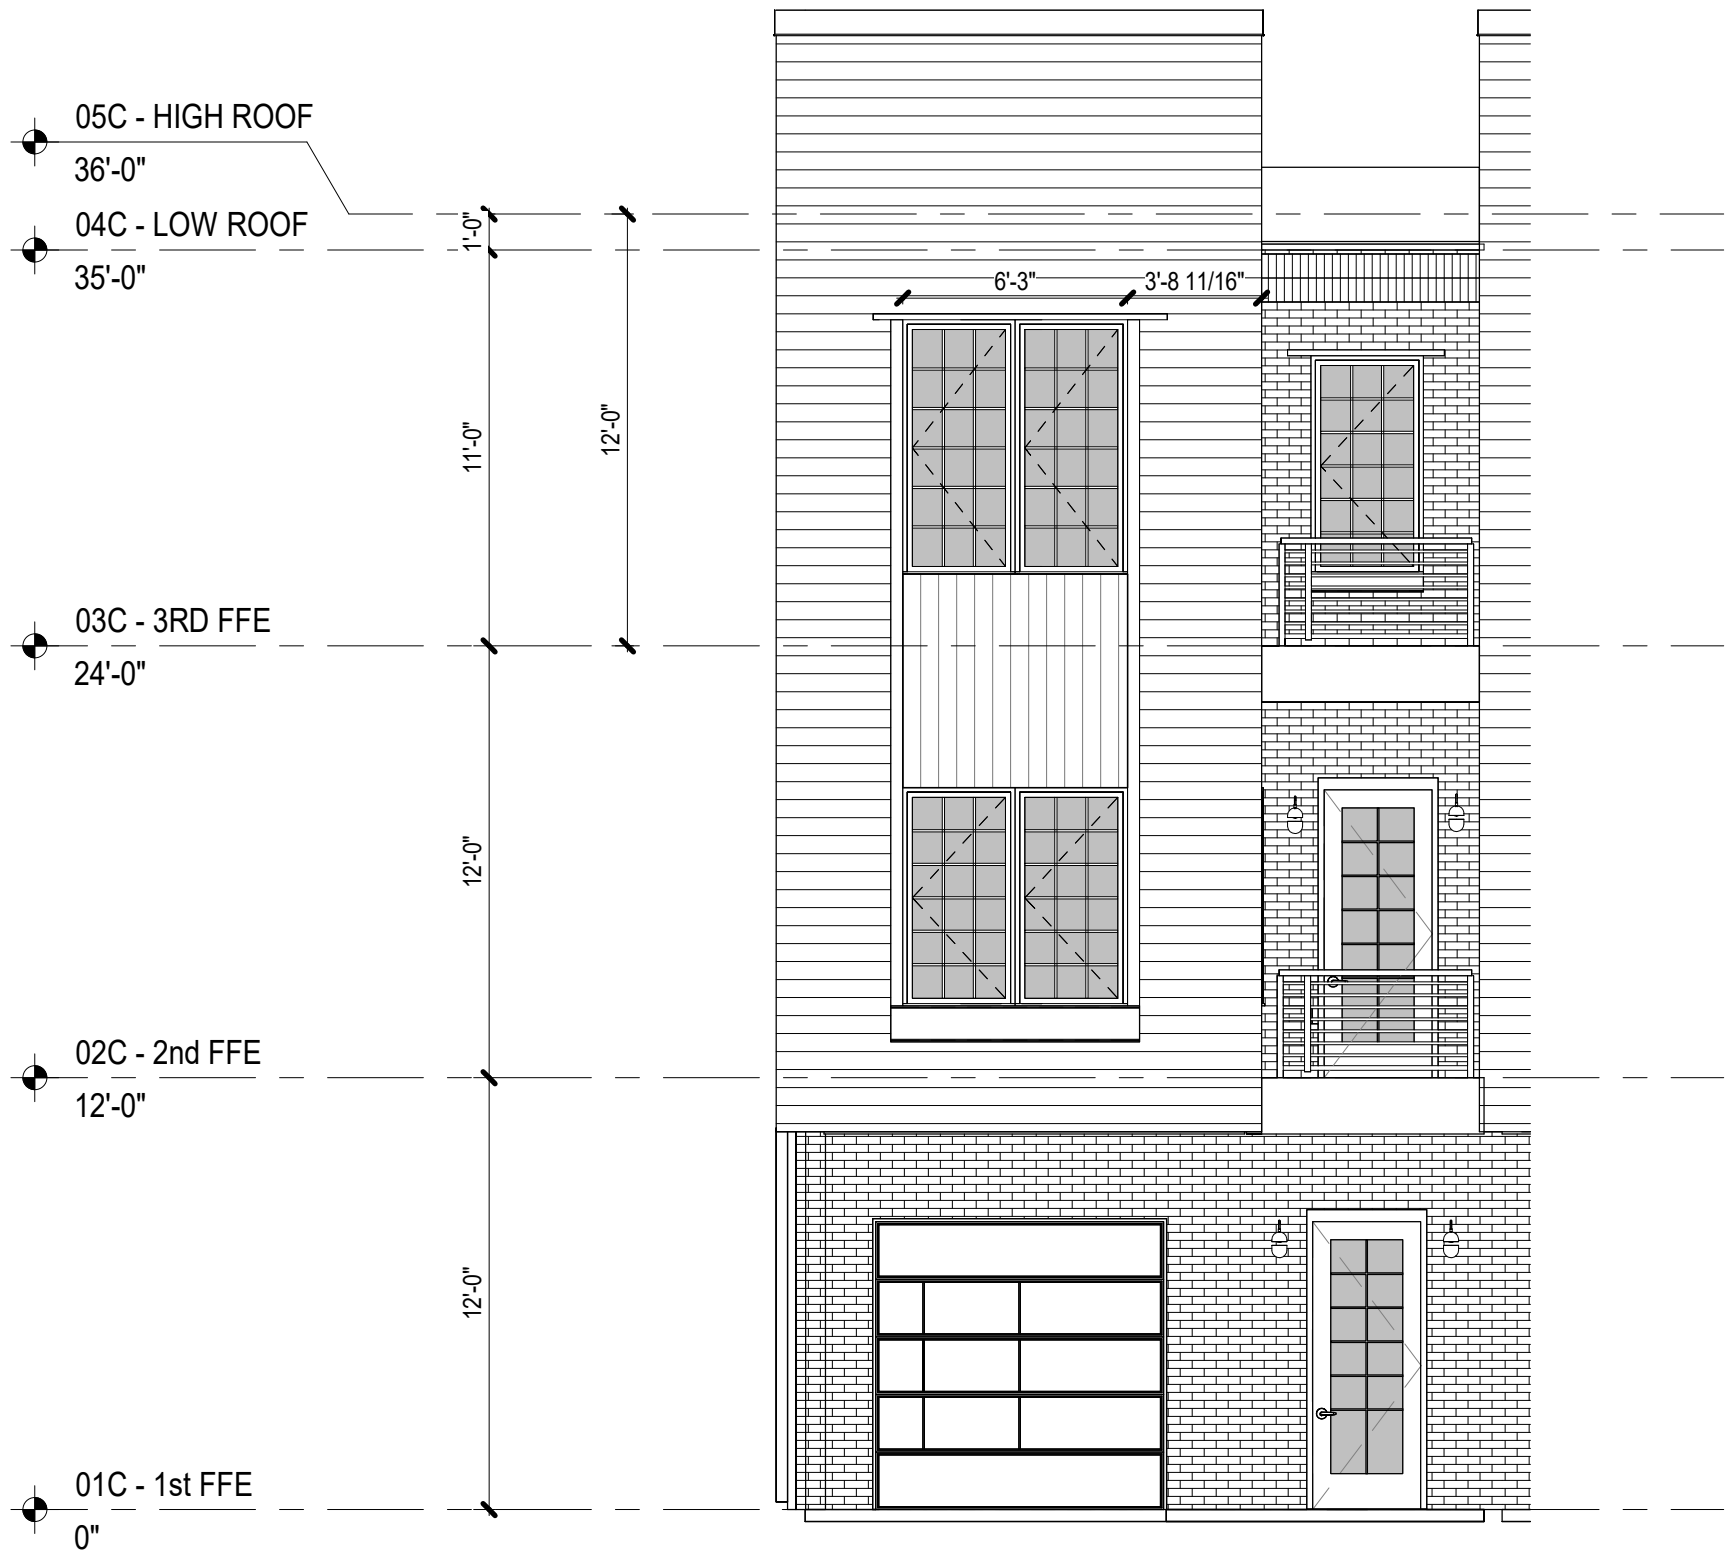 05C - HIGH ROOF
36'-0"
04C - LOW ROOF
35'-0"
1'-0"
6'-3"
3'-8 11/16"
11'-0"
12'-0"
03C - 3RD FFE
24'-0"
12'-0"
02C - 2nd FFE
12'-0"
12'-0"
01C - 1st FFE
0"